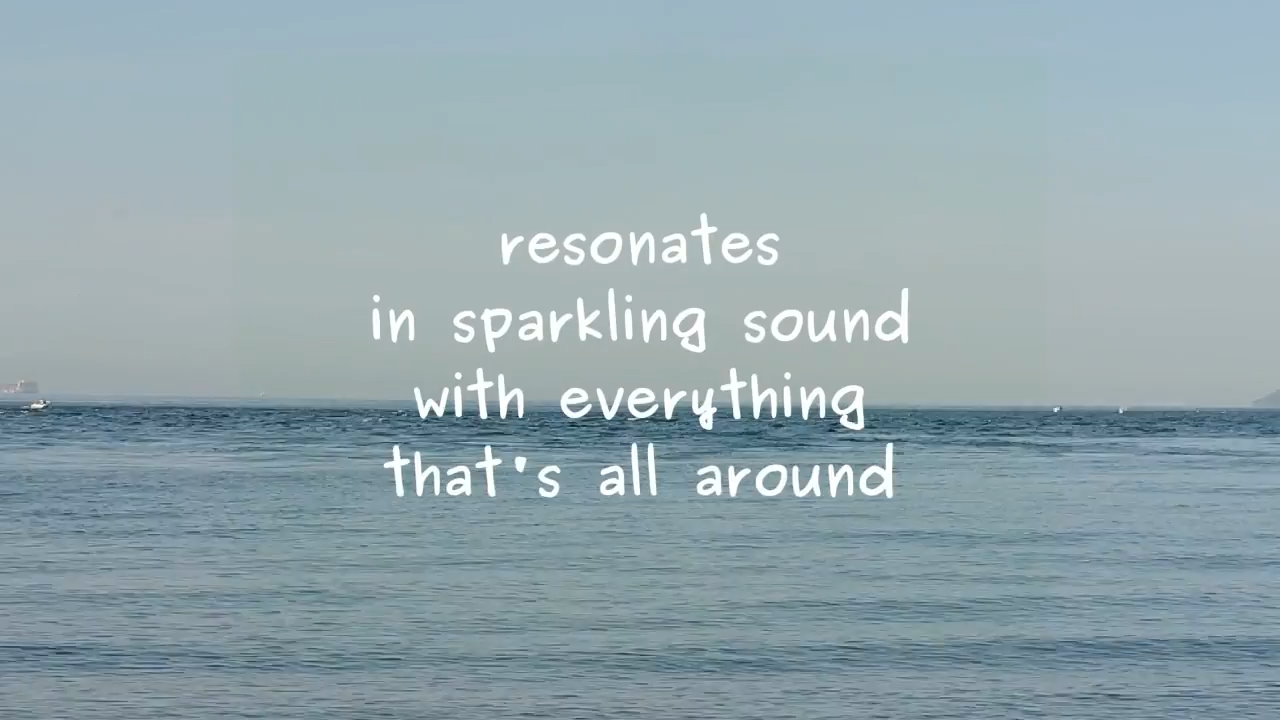 resonates
in sparkling sound
with everything
that's all around